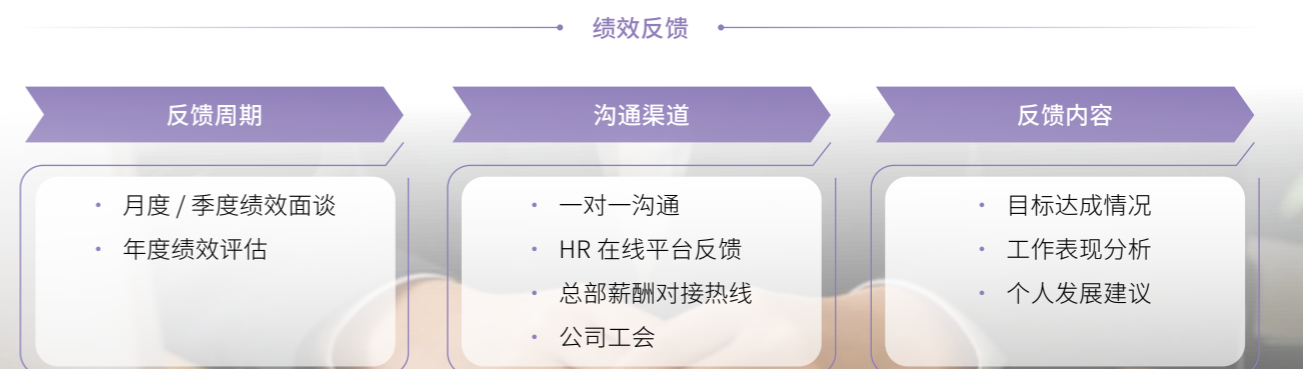 绩效反馈
反馈周期
月度 / 季度绩效面谈
年度绩效评估
沟通渠道
一对一沟通
HR 在线平台反馈
总部薪酬对接热线
公司工会
反馈内容
目标达成情况
工作表现分析
个人发展建议